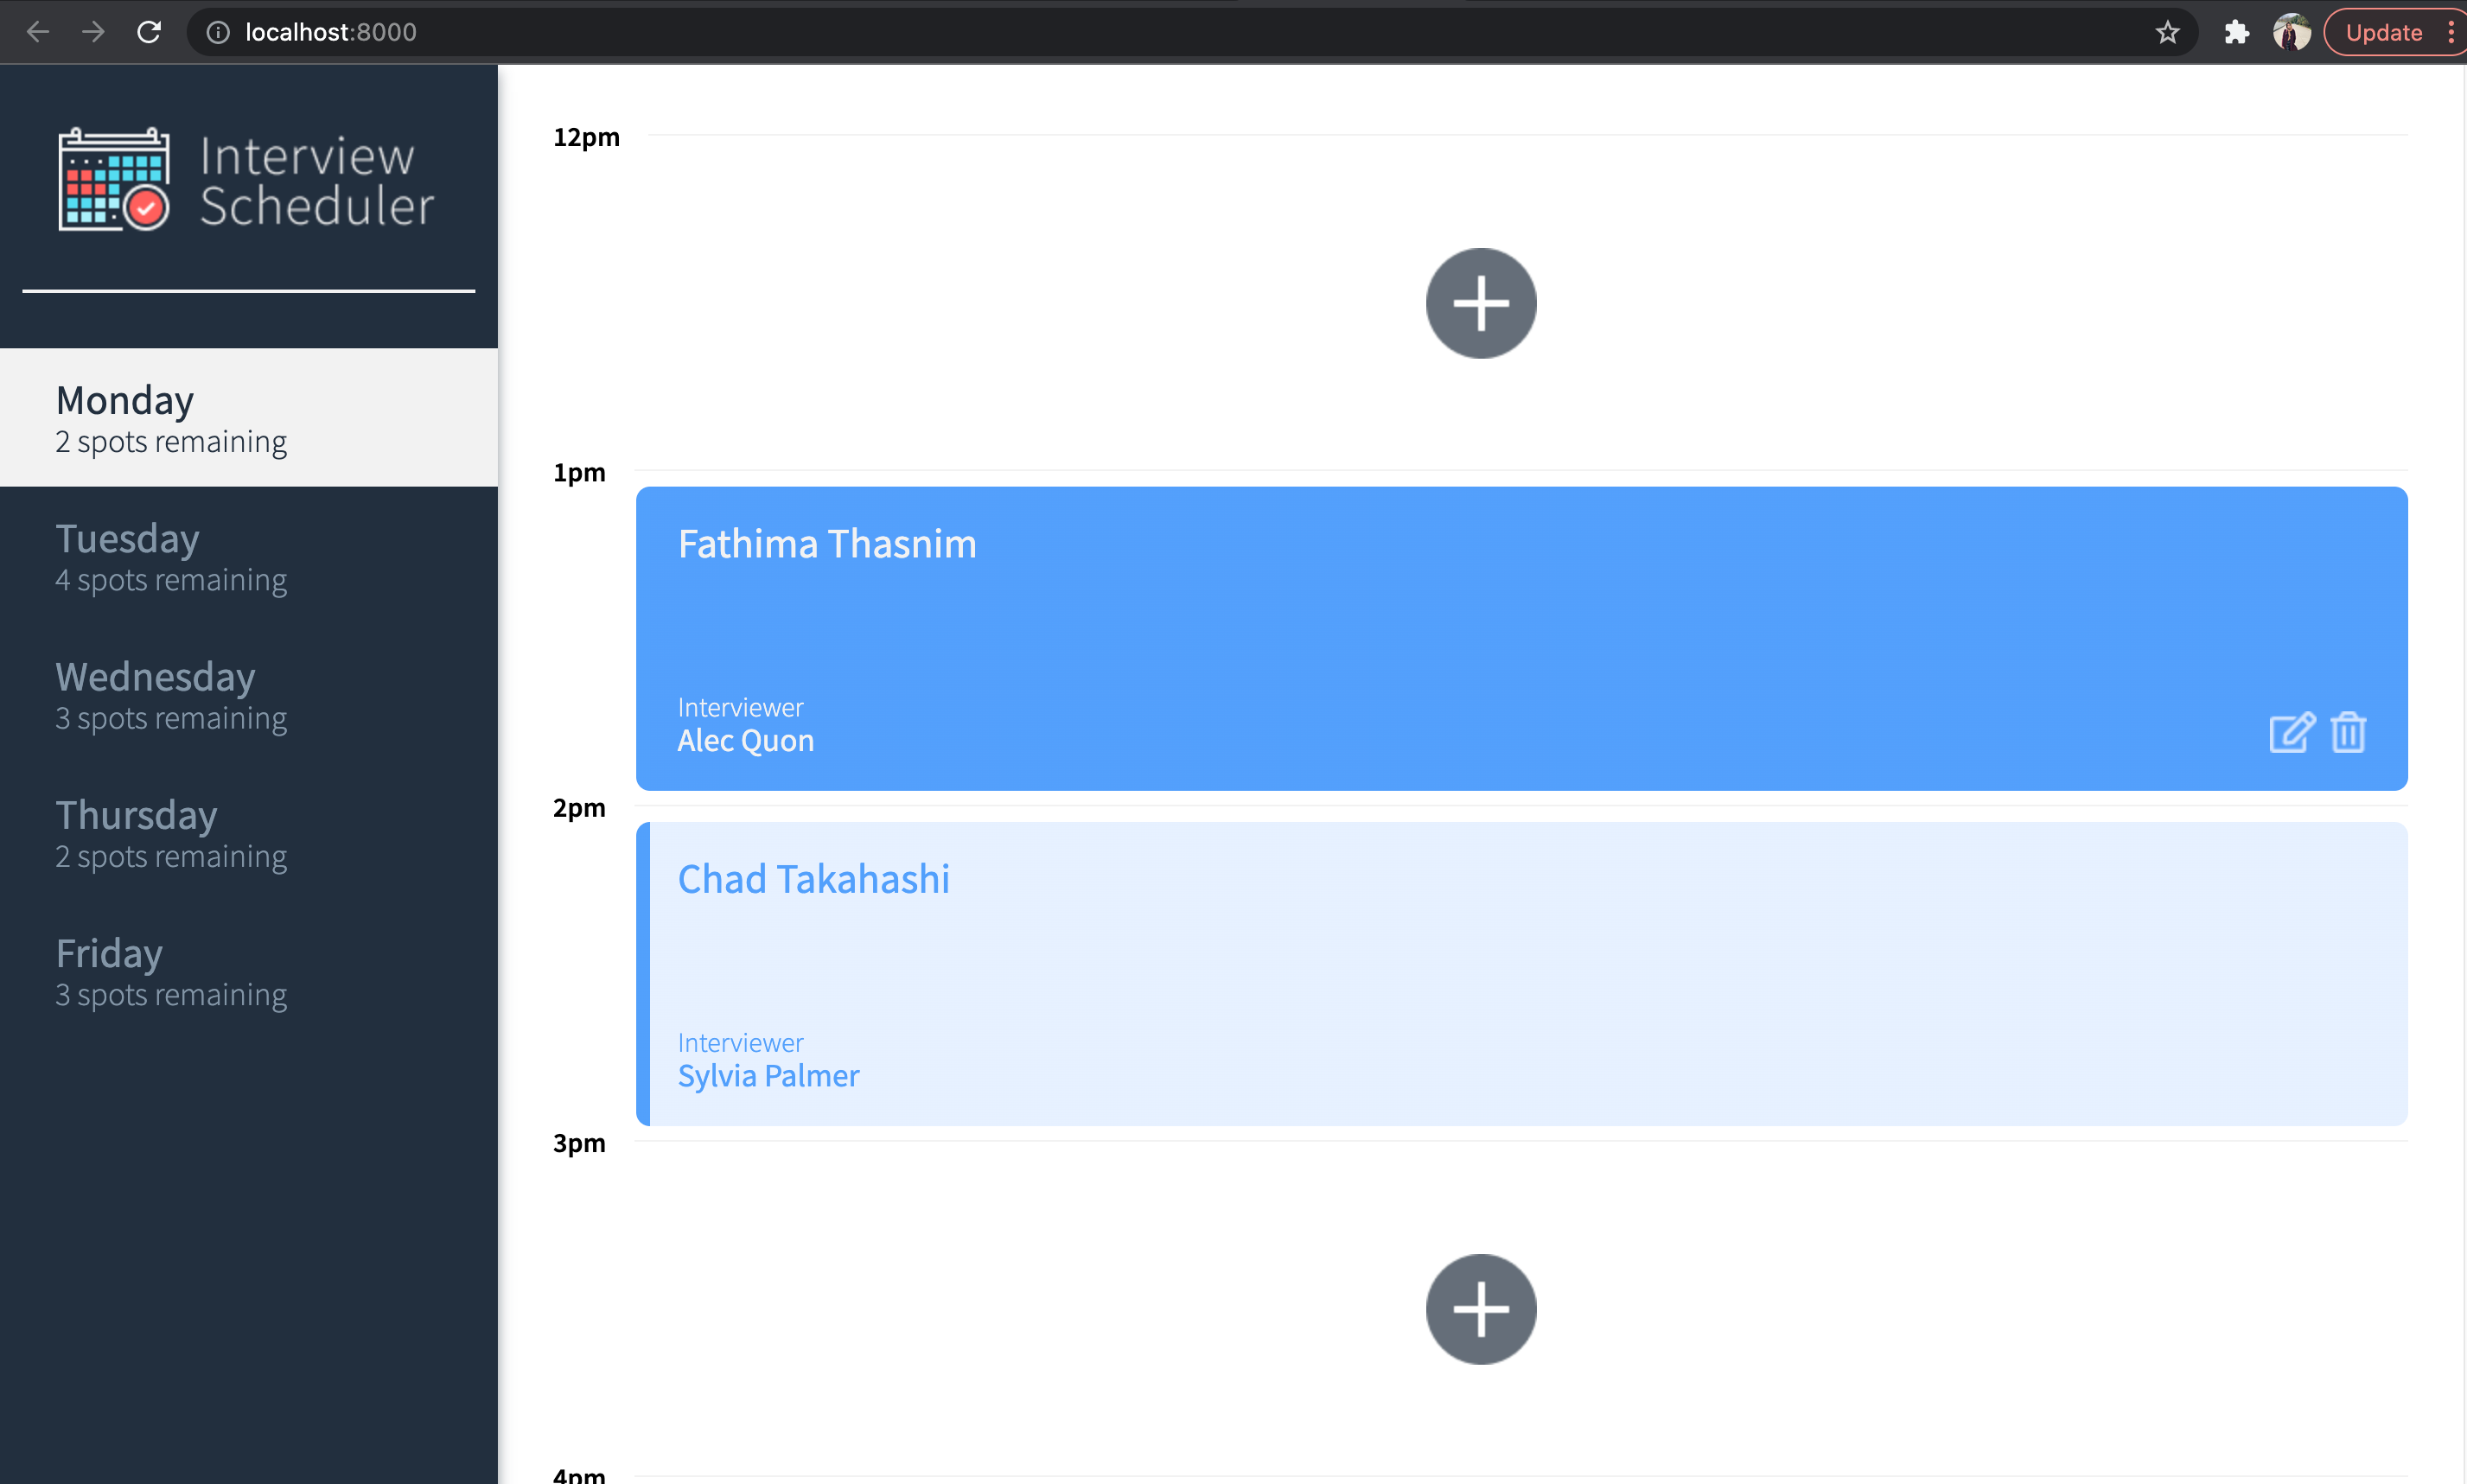 localhost:8000
Update
Interview
Scheduler
Monday
2 spots remaining
Tuesday
4 spots remaining
Wednesday
3 spots remaining
Thursday
2 spots remaining
Friday
3 spots remaining
12pm
1pm
Fathima Thasnim
Interviewer
Alec Quon
2pm
Chad Takahashi
Interviewer
Sylvia Palmer
3pm
4pm